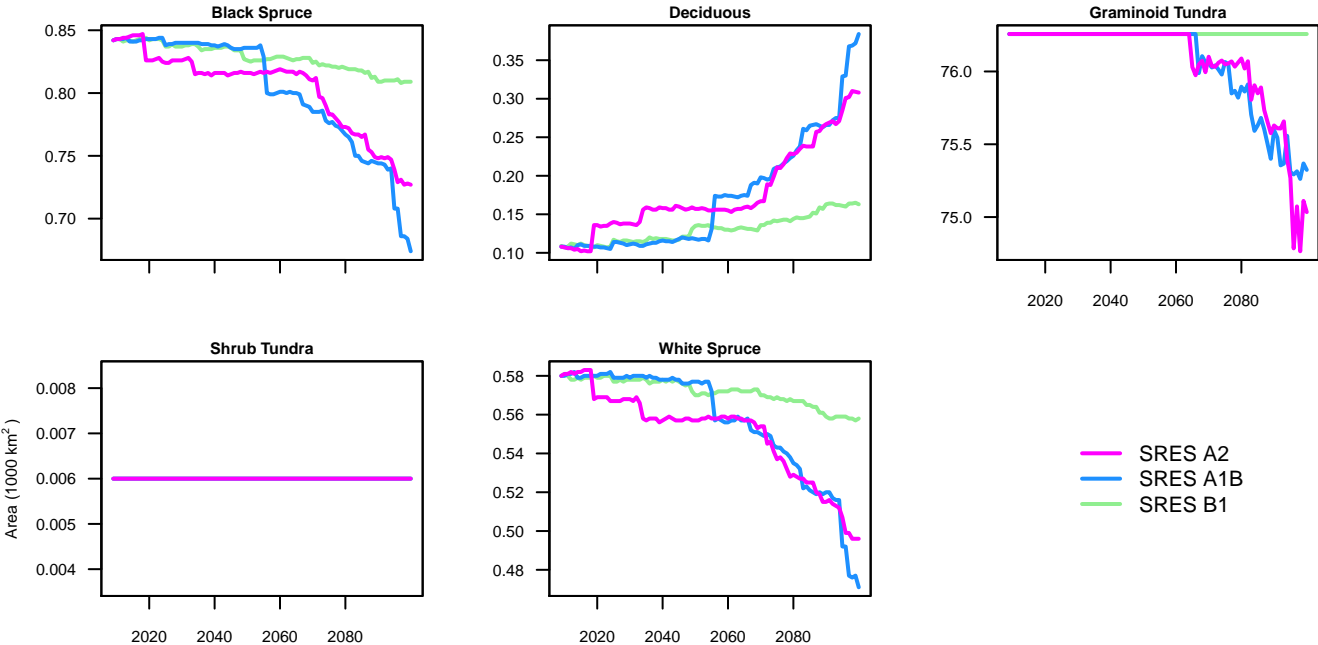 Black Spruce
0.85
0.80
0.75
0.70
Deciduous
0.35
0.30
0.25
0.20
0.15
0.10
Graminoid Tundra
76.0
75.5
75.0
2020 2040 2060 2080
Shrub Tundra
0.008
0.007
0.006
0.005
0.004
Area (1000 km²)
2020 2040 2060 2080
White Spruce
0.58
0.56
0.54
0.52
0.50
0.48
2020 2040 2060 2080
SRES A2
SRES A1B
SRES B1